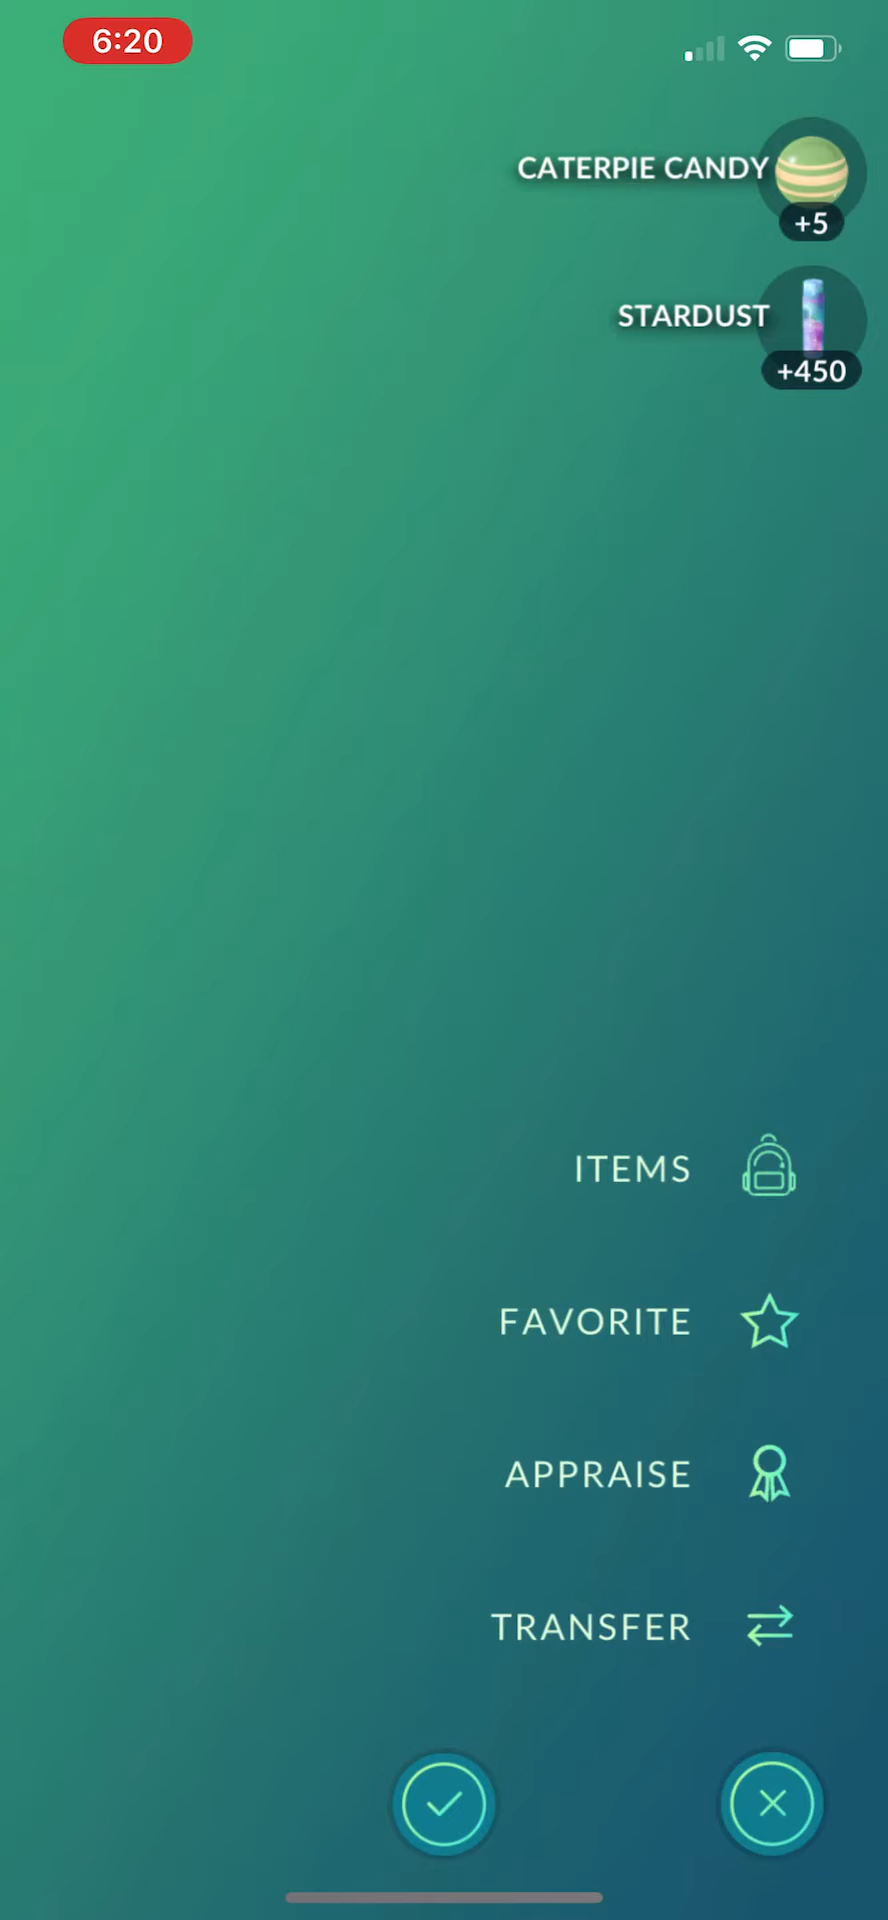 6:20
CATERPIE CANDY
+5
STARDUST
+450
ITEMS
FAVORITE
APPRAISE
TRANSFER